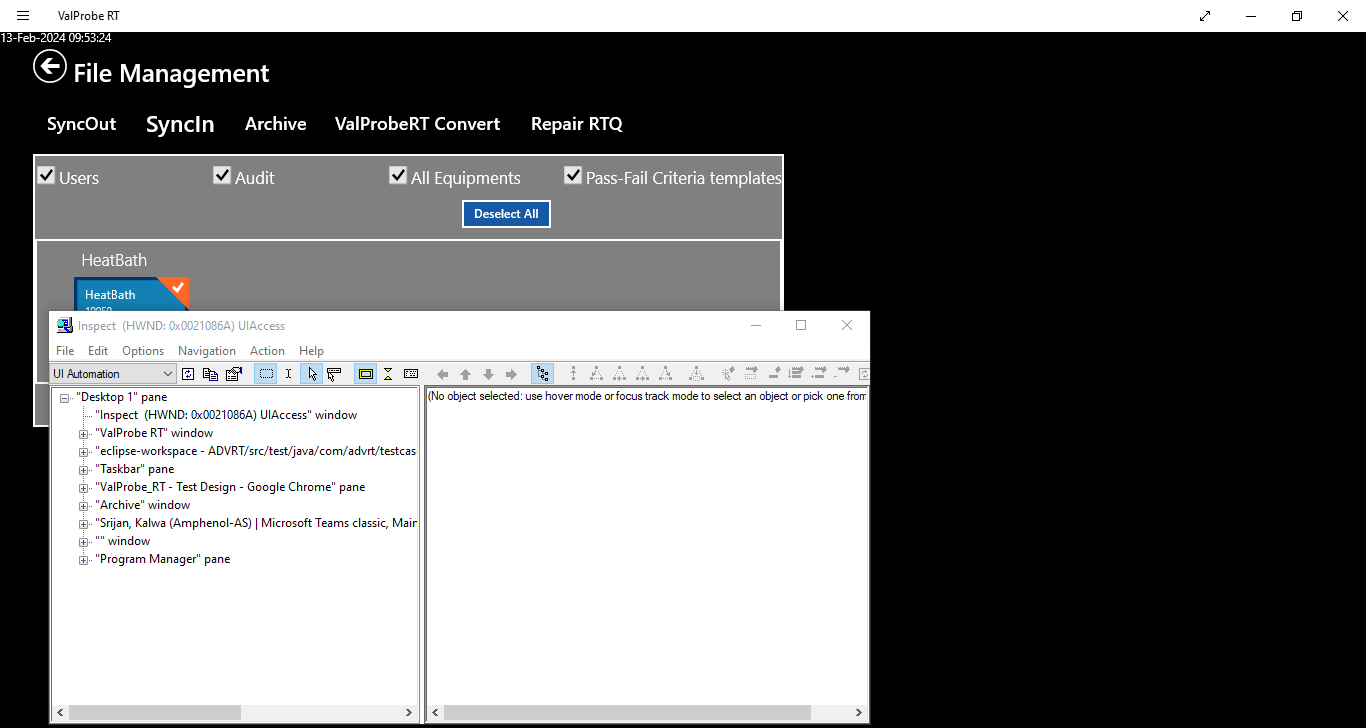 ValProbe RT
13-Feb-2024 09:53:24
File Management
SyncOut SyncIn Archive ValProbeRT Convert Repair RTQ
Users Audit All Equipments Pass-Fail Criteria templates
Deselect All
HeatBath
HeatBath
Inspect (HWND: 0x0021086A) UIAccess
File Edit Options Navigation Action Help
UI Automation
"Desktop 1" pane
"Inspect (HWND: 0x0021086A) UIAccess" window
"ValProbe RT" window
"eclipse-workspace - ADVRT/src/test/java/com/advrt/testcas
"Taskbar" pane
"ValProbe_RT - Test Design - Google Chrome" pane
"Archive" window
"Srijan, Kalwa (Amphenol-AS) | Microsoft Teams classic, Mair
"" window
"Program Manager" pane
(No object selected: use hover mode or focus track mode to select an object or pick one from